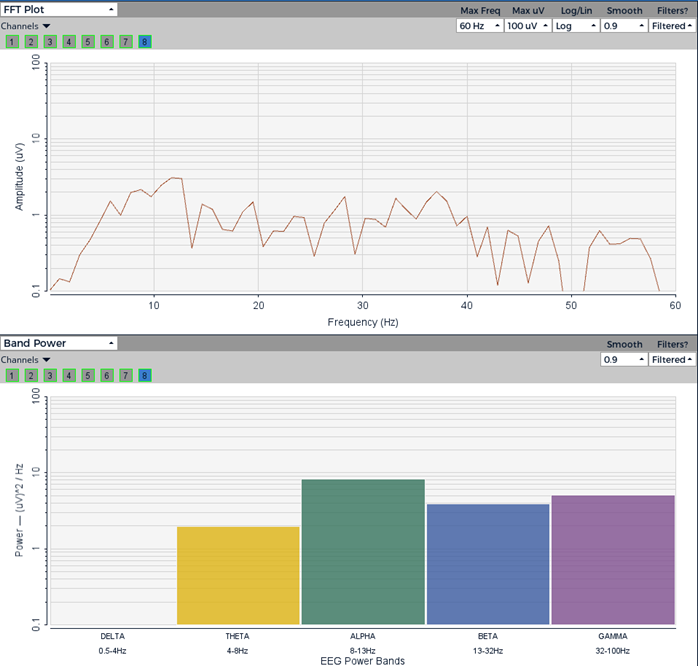 FFT Plot
Max Freq Max uV Log/Lin Smooth Filters?
60 Hz 100 uV Log 0.9 Filtered
Channels
1 2 3 4 5 6 7 8
100
10
1
0.1
Amplitude (uV)
10 20 30 40 50 60
Frequency (Hz)
Band Power
Smooth Filters?
0.9 Filtered
Channels
1 2 3 4 5 6 7 8
100
10
1
0.1
Power — (uV)^2 / Hz
DELTA THETA ALPHA BETA GAMMA
0.5-4Hz 4-8Hz 8-13Hz 13-32Hz 32-100Hz
EEG Power Bands